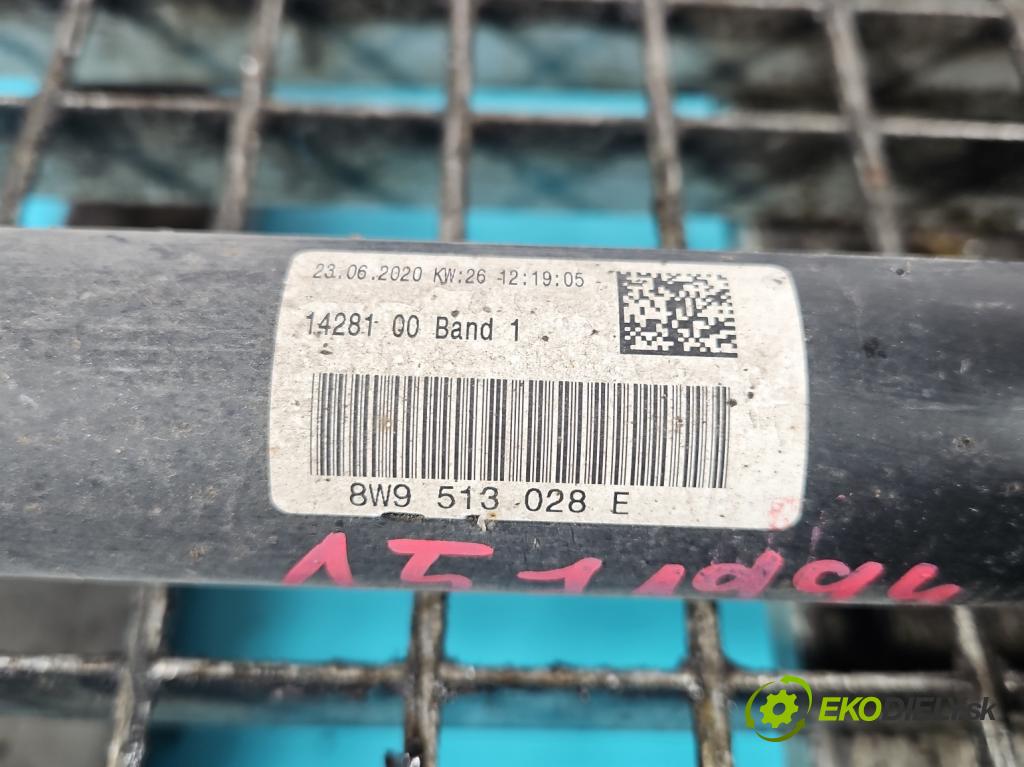 23.06.2020 KW:26 12:19:05
14281 00 Band 1
8W9 513 028 E
EKODIELY.sk